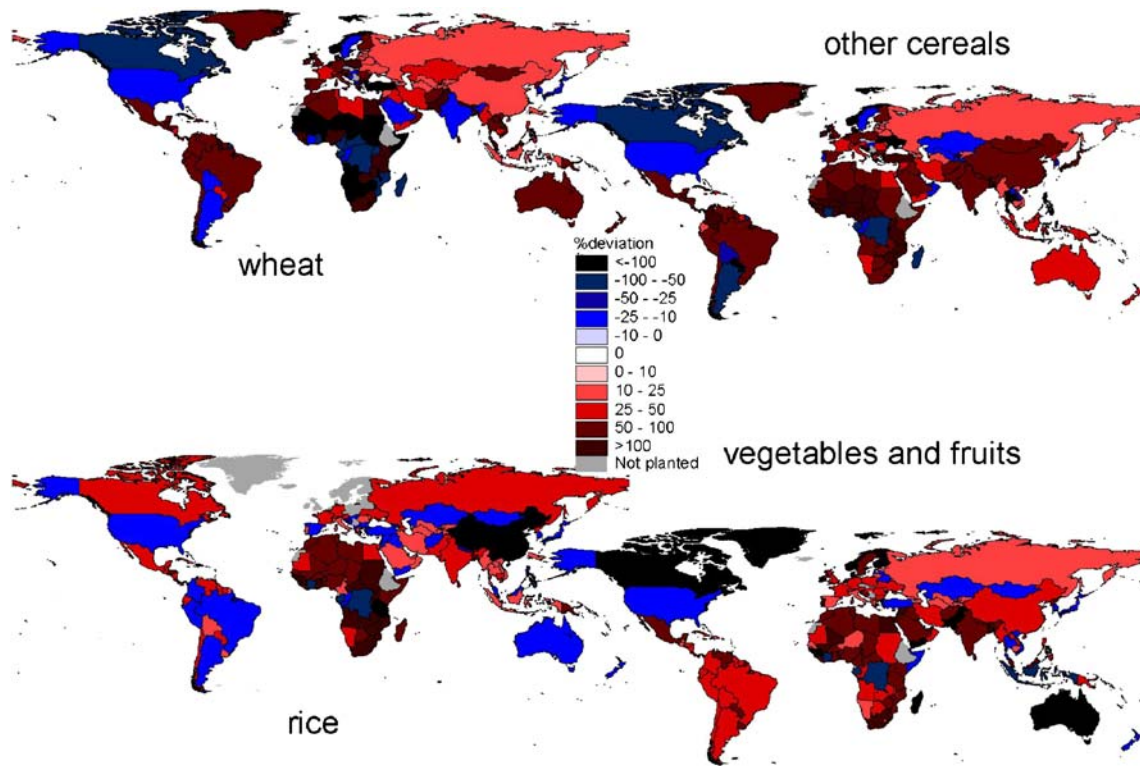 other cereals
wheat
%deviation
<-100
-100 - -50
-50 - -25
-25 - -10
-10 - 0
0
0 - 10
10 - 25
25 - 50
50 - 100
>100
Not planted
vegetables and fruits
rice